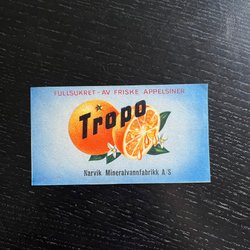 FULLSUKRET - AV FRISKE APPELSINER
Tropo
Narvik Mineralvannfabrikk A/S